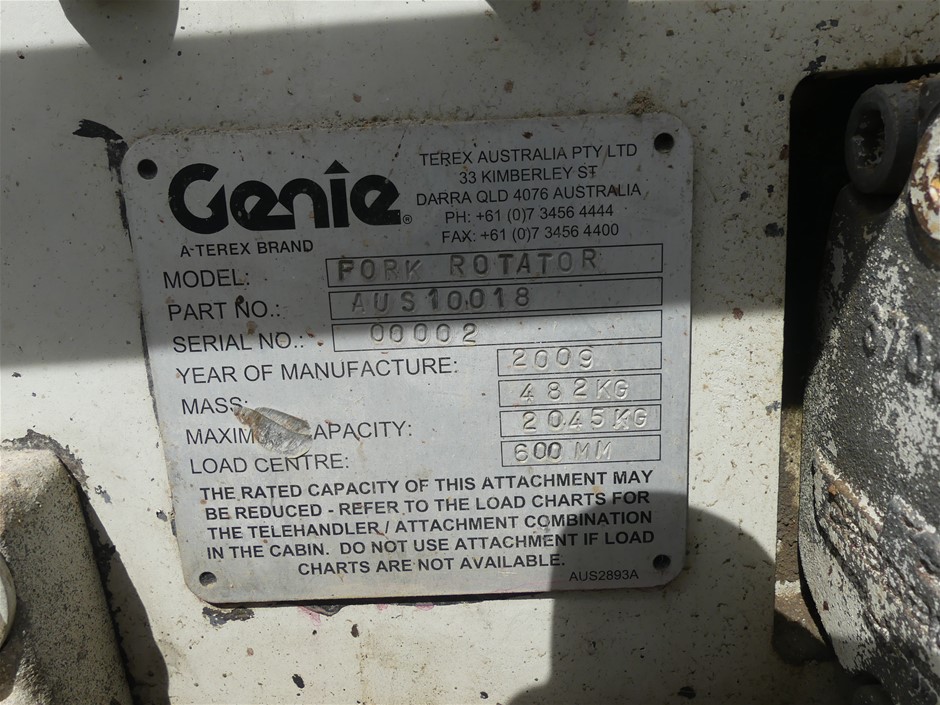 Genie®
A TEREX BRAND
TEREX AUSTRALIA PTY LTD
33 KIMBERLEY ST
DARRA QLD 4076 AUSTRALIA
PH: +61 (0)7 3456 4444
FAX: +61 (0)7 3456 4400
MODEL: FORK ROTATOR
PART NO.: AUS10018
SERIAL NO.: 00002
YEAR OF MANUFACTURE: 2009
MASS: 482KG
2045KG
LOAD CENTRE: 600MM
THE RATED CAPACITY OF THIS ATTACHMENT MAY
BE REDUCED - REFER TO THE LOAD CHARTS FOR
THE TELEHANDLER / ATTACHMENT COMBINATION
IN THE CABIN. DO NOT USE ATTACHMENT IF LOAD
CHARTS ARE NOT AVAILABLE.
AUS2893A